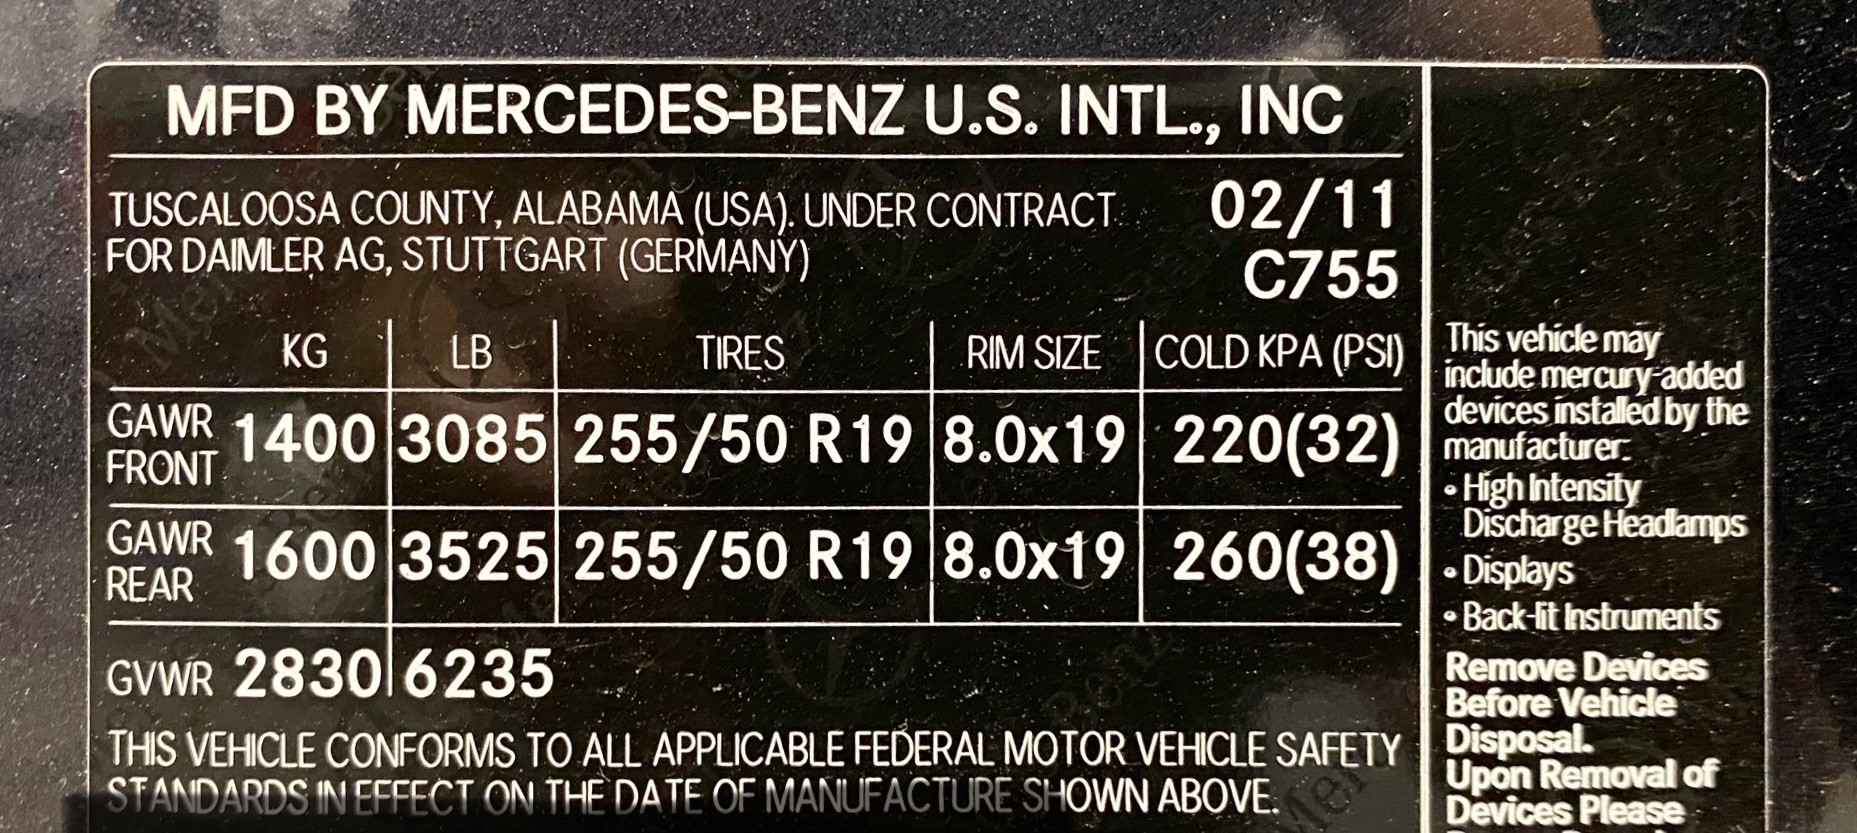 MFD BY MERCEDES-BENZ U.S. INTL., INC
TUSCALOOSA COUNTY, ALABAMA (USA). UNDER CONTRACT
FOR DAIMLER AG, STUTTGART (GERMANY)
02/11
C755
KG LB TIRES RIM SIZE COLD KPA (PSI)
GAWR FRONT 1400 3085 255/50 R19 8.0x19 220(32)
GAWR REAR 1600 3525 255/50 R19 8.0x19 260(38)
GVWR 2830 6235
THIS VEHICLE CONFORMS TO ALL APPLICABLE FEDERAL MOTOR VEHICLE SAFETY
STANDARDS IN EFFECT ON THE DATE OF MANUFACTURE SHOWN ABOVE.
This vehicle may
include mercury-added
devices installed by the
manufacturer:
• High Intensity
Discharge Headlamps
• Displays
• Back-lit Instruments
Remove Devices
Before Vehicle
Disposal.
Upon Removal of
Devices Please